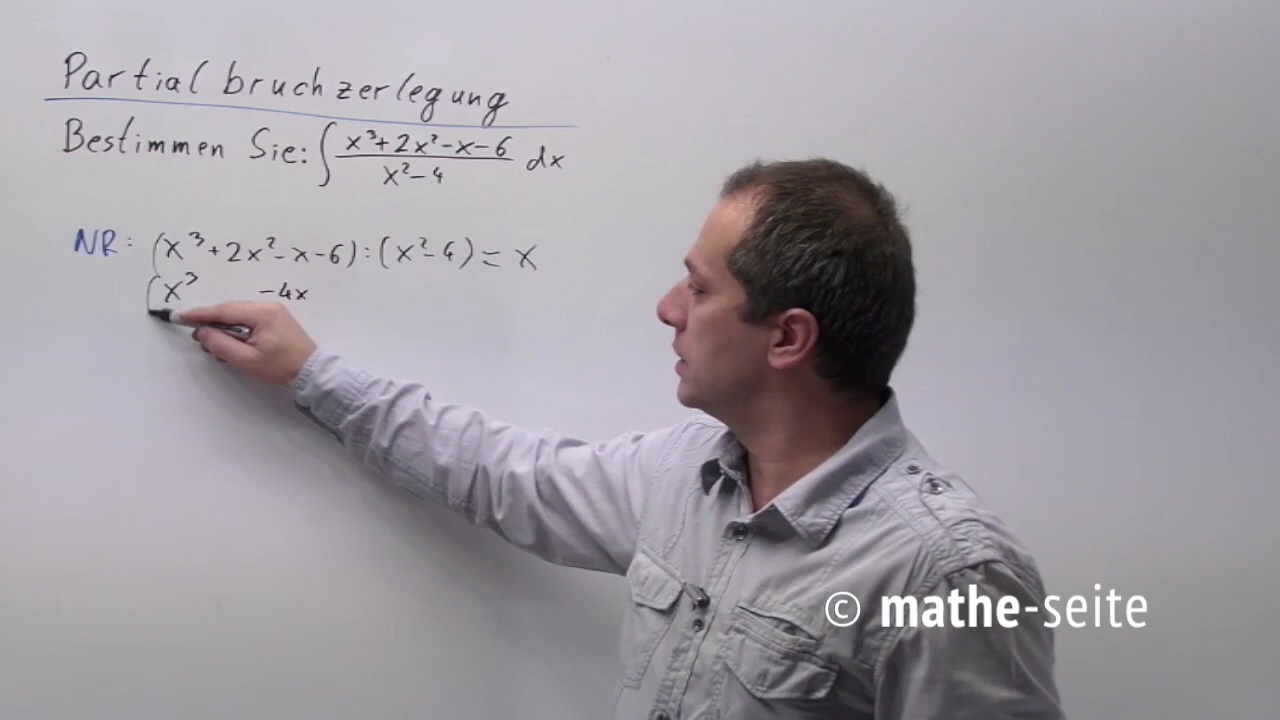 Partialbruchzerlegung
Bestimmen Sie: ∫ (x³+2x²-x-6)/(x²-4) dx
NR: (x³+2x²-x-6):(x²-4)=x
(x³ -4x
© mathe-seite